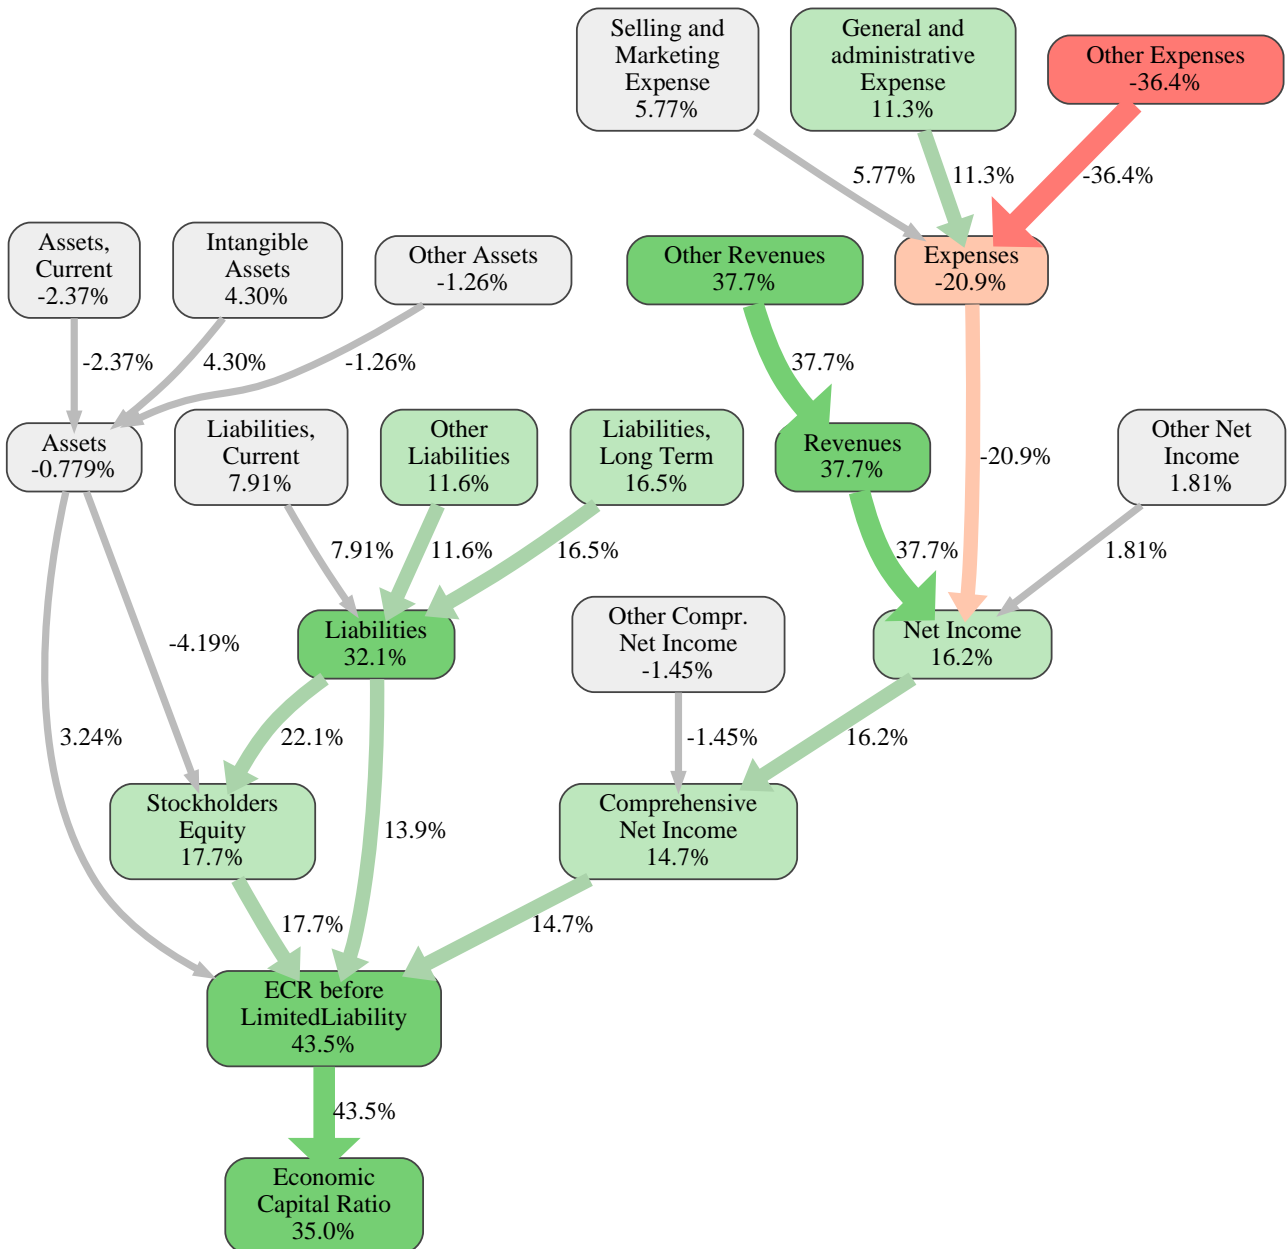 Selling and
Marketing
Expense
5.77%
General and
administrative
Expense
11.3%
Other Expenses
-36.4%
5.77%
11.3%
-36.4%
Assets,
Current
-2.37%
Intangible
Assets
4.30%
Other Assets
-1.26%
Other Revenues
37.7%
Expenses
-20.9%
-2.37%
4.30%
-1.26%
37.7%
Assets
-0.779%
Liabilities,
Current
7.91%
Other
Liabilities
11.6%
Liabilities,
Long Term
16.5%
Revenues
37.7%
-20.9%
Other Net
Income
1.81%
7.91%
11.6%
16.5%
37.7%
1.81%
Liabilities
32.1%
Other Compr.
Net Income
-1.45%
Net Income
16.2%
-4.19%
3.24%
22.1%
-1.45%
16.2%
Stockholders
Equity
17.7%
13.9%
Comprehensive
Net Income
14.7%
17.7%
14.7%
ECR before
LimitedLiability
43.5%
43.5%
Economic
Capital Ratio
35.0%